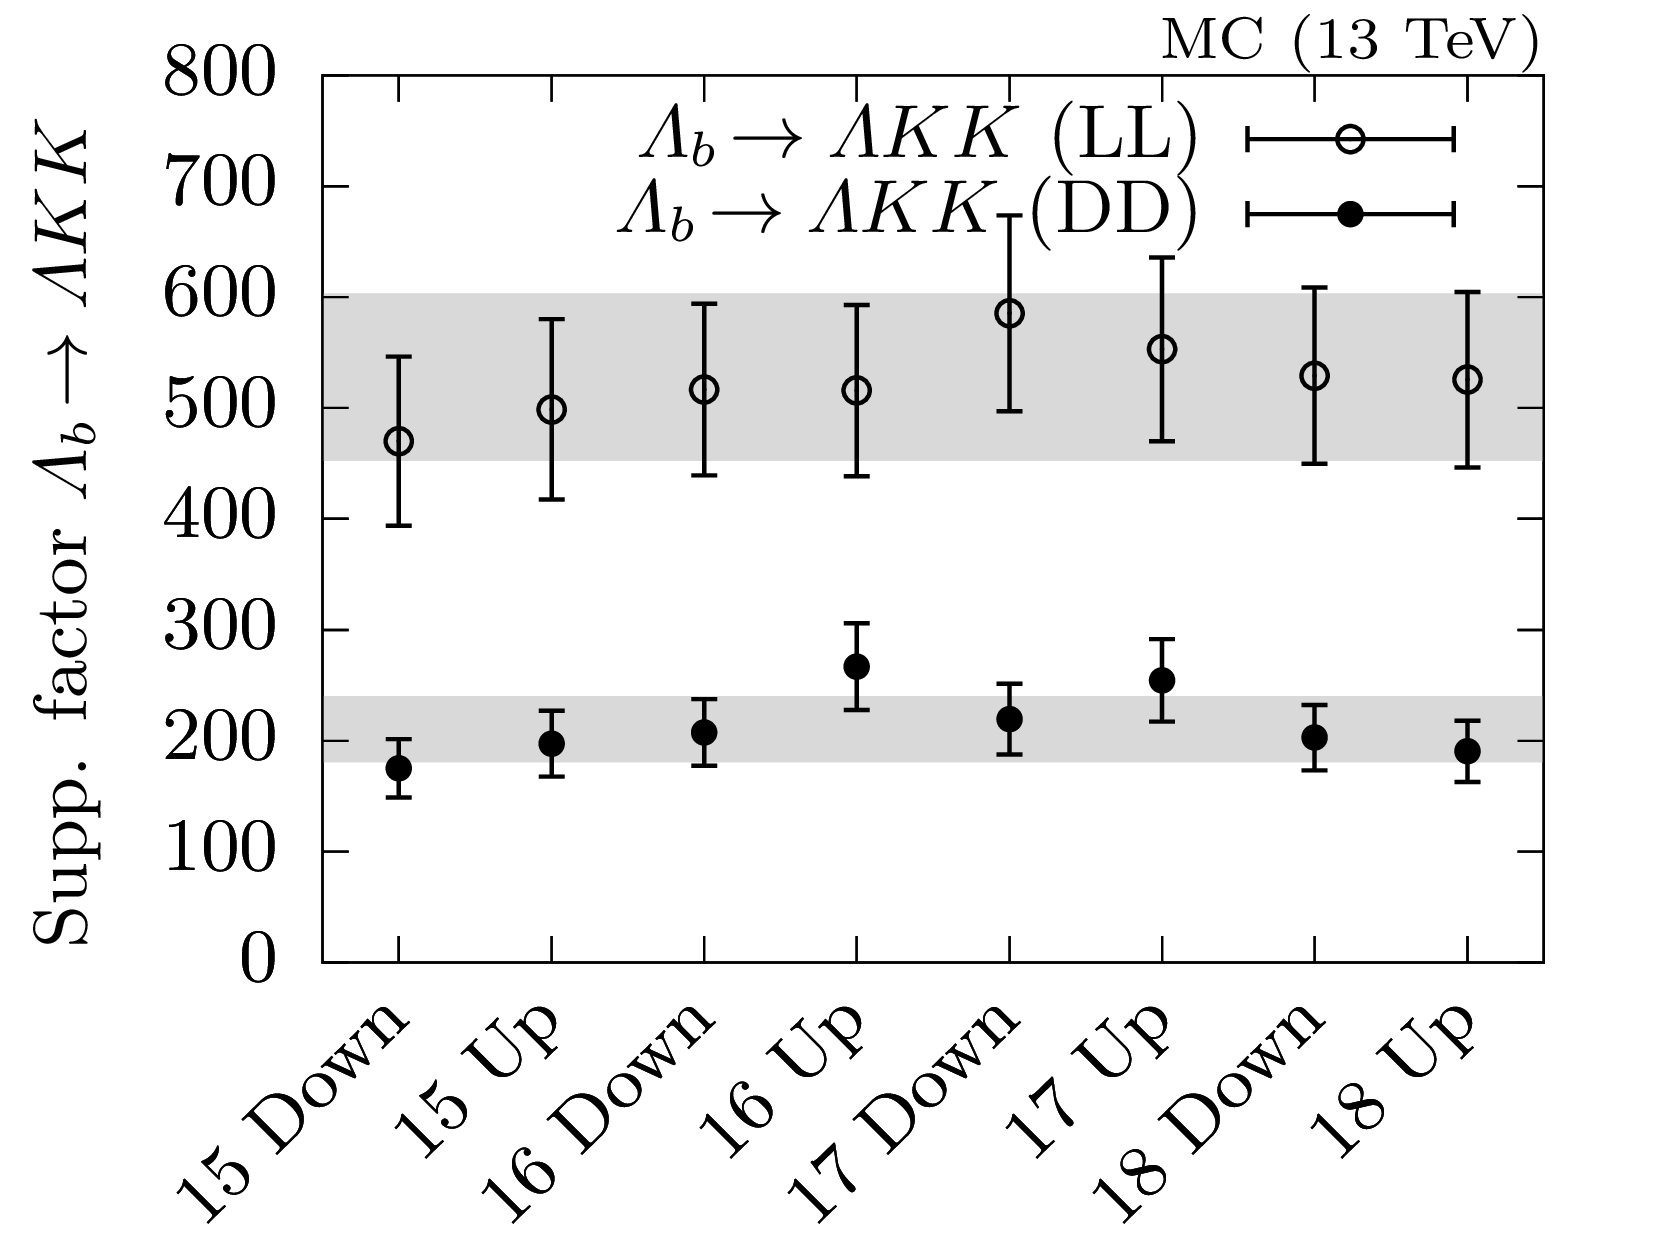 MC (13 TeV)
800
700
600
500
400
300
200
100
0
Supp. factor Λb → ΛKK
Λb → ΛKK (LL)
Λb → ΛKK (DD)
15 Down
15 Up
16 Down
16 Up
17 Down
17 Up
18 Down
18 Up